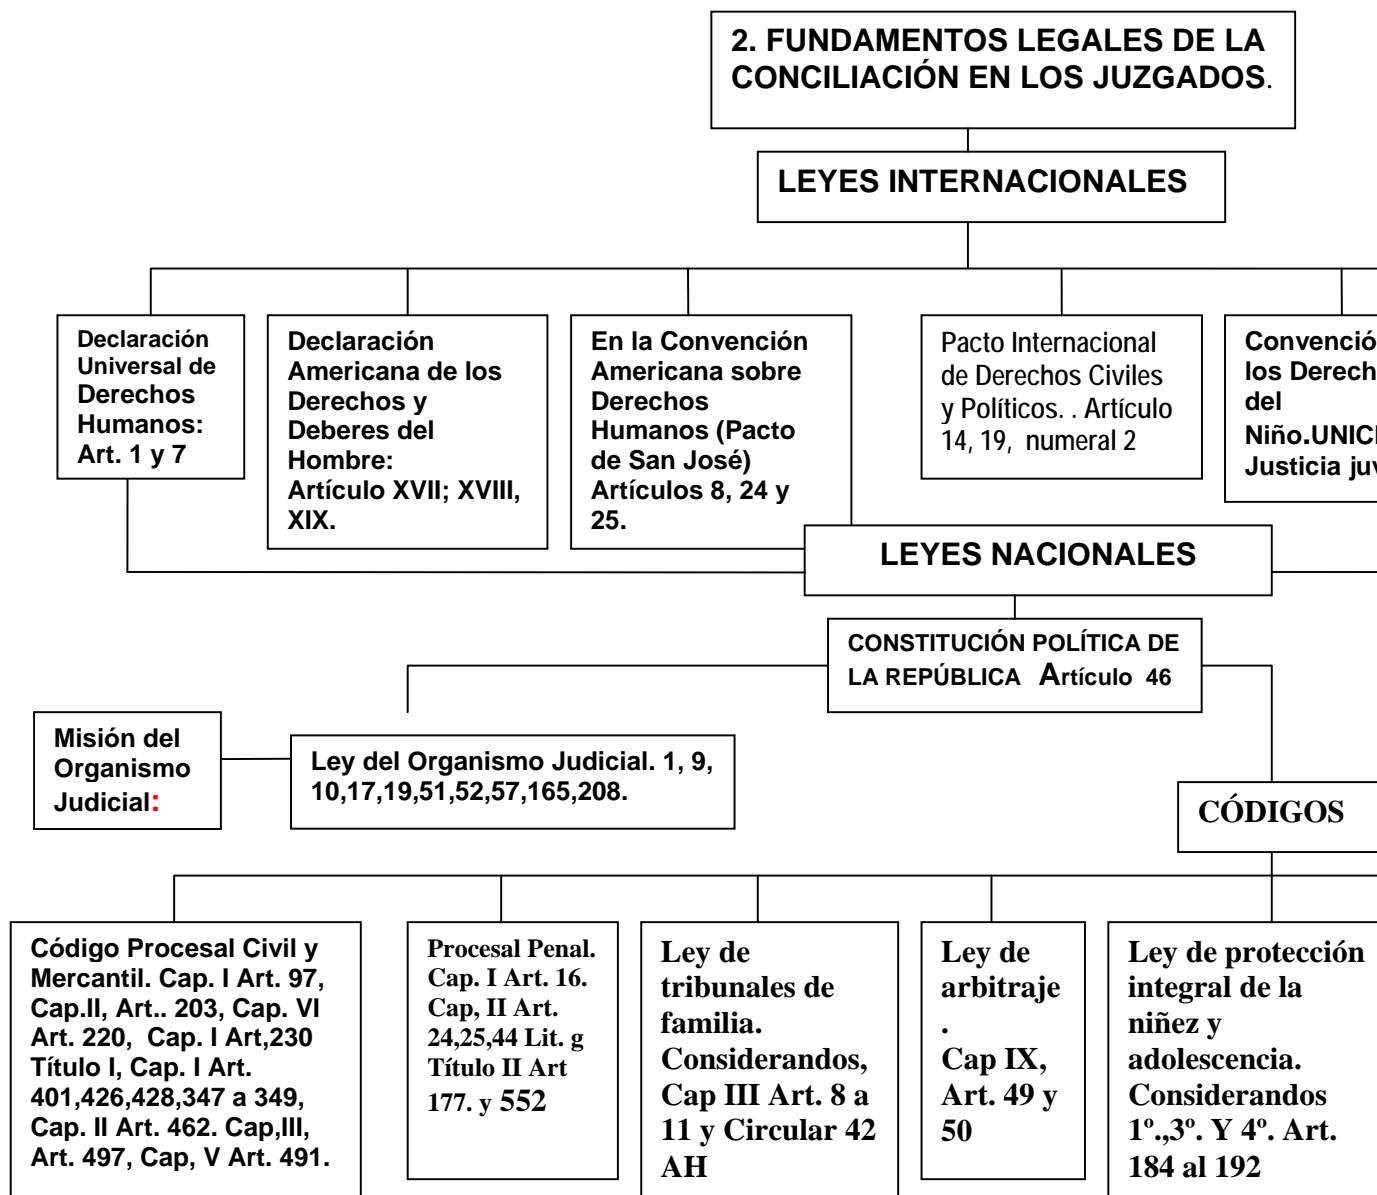 2. FUNDAMENTOS LEGALES DE LA
CONCILIACIÓN EN LOS JUZGADOS.
LEYES INTERNACIONALES
Declaración
Universal de
Derechos
Humanos:
Art. 1 y 7
Declaración
Americana de los
Derechos y
Deberes del
Hombre:
Artículo XVII; XVIII,
XIX.
En la Convención
Americana sobre
Derechos
Humanos (Pacto
de San José)
Artículos 8, 24 y
25.
Pacto Internacional
de Derechos Civiles
y Políticos. . Artículo
14, 19, numeral 2
los
del
Justicia
LEYES NACIONALES
CONSTITUCIÓN POLÍTICA DE
LA REPÚBLICA Artículo 46
Misión del
Organismo
Judicial:
Ley del Organismo Judicial. 1, 9,
10,17,19,51,52,57,165,208.
CÓDIGOS
Código Procesal Civil y
Mercantil. Cap. I Art. 97,
Cap.II, Art.. 203, Cap. VI
Art. 220, Cap. I Art,230
Título I, Cap. I Art.
401,426,428,347 a 349,
Cap. II Art. 462. Cap,III,
Art. 497, Cap, V Art. 491.
Procesal Penal.
Cap. I Art. 16.
Cap, II Art.
24,25,44 Lit. g
Título II Art
177. y 552
Ley de
tribunales de
familia.
Considerandos,
Cap III Art. 8 a
11 y Circular 42
AH
Ley de
arbitraje
.
Cap IX,
Art. 49 y
50
Ley de protección
integral de la
niñez y
adolescencia.
Considerandos
1º.,3º. Y 4º. Art.
184 al 192